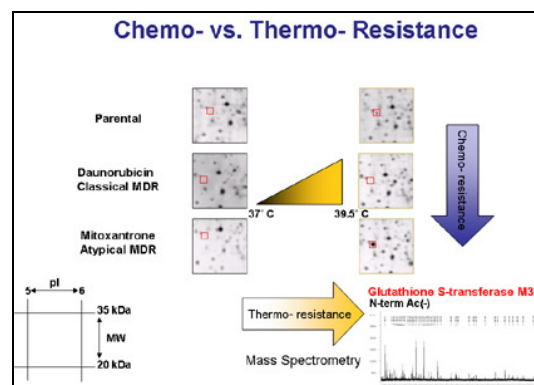 Chemo- vs. Thermo- Resistance
Parental
Daunorubicin
Classical MDR
Mitoxantrone
Atypical MDR
37° C
39.5° C
Chemo- resistance
pI
5
6
35 kDa
MW
20 kDa
Thermo- resistance
Mass Spectrometry
Glutathione S-transferase M3
N-term Ac(-)